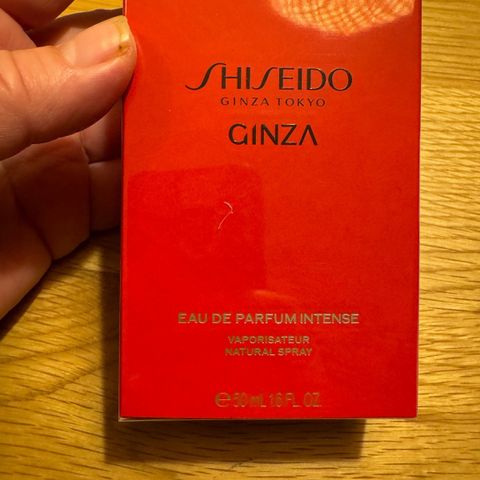 SHISEIDO
GINZA TOKYO
GINZA
EAU DE PARFUM INTENSE
VAPORISATEUR
NATURAL SPRAY
℮50 mL 1.6 FL. OZ.